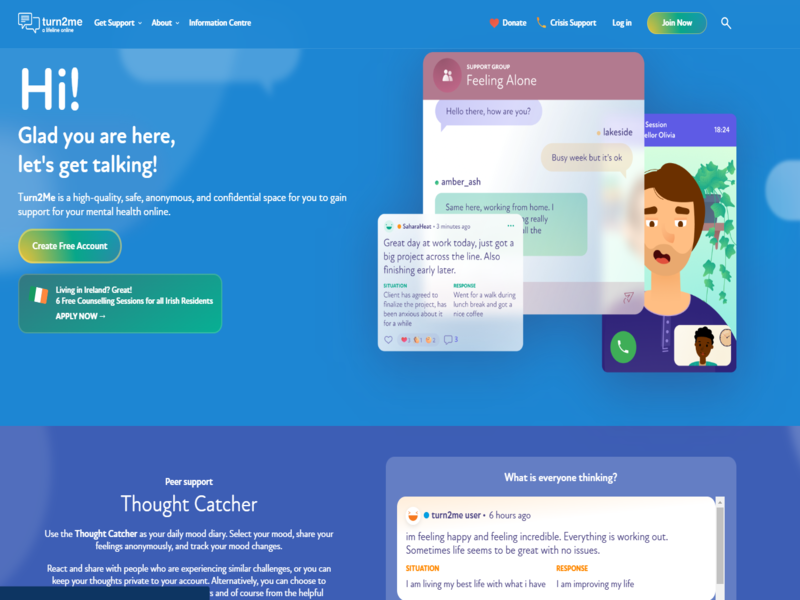 turn2me
a lifeline online
Get Support
About
Information Centre
Donate
Crisis Support
Log in
Join Now
Hi!
Glad you are here,
let's get talking!
Turn2Me is a high-quality, safe, anonymous, and confidential space for you to gain
support for your mental health online.
Create Free Account
Living in Ireland? Great!
6 Free Counselling Sessions for all Irish Residents
APPLY NOW →
SUPPORT GROUP
Feeling Alone
Hello there, how are you?
lakeside
Busy week but it's ok
amber_ash
Same here, working from home. I
ng really
all the
Session
ellor Olivia
18:24
SaharaHeat • 3 minutes ago
Great day at work today, just got a
big project across the line. Also
finishing early later.
SITUATION
Client has agreed to
finalize the project, has
been anxious about it
for a while
RESPONSE
Went for a walk during
lunch break and got a
nice coffee
3
Peer support
Thought Catcher
Use the Thought Catcher as your daily mood diary. Select your mood, share your
feelings anonymously, and track your mood changes.
React and share with people who are experiencing similar challenges, or you can
keep your thoughts private to your account. Alternatively, you can choose to
s and of course from the helpful
What is everyone thinking?
turn2me user • 6 hours ago
im feeling happy and feeling incredible. Everything is working out.
Sometimes life seems to be great with no issues.
SITUATION
I am living my best life with what i have
RESPONSE
I am improving my life